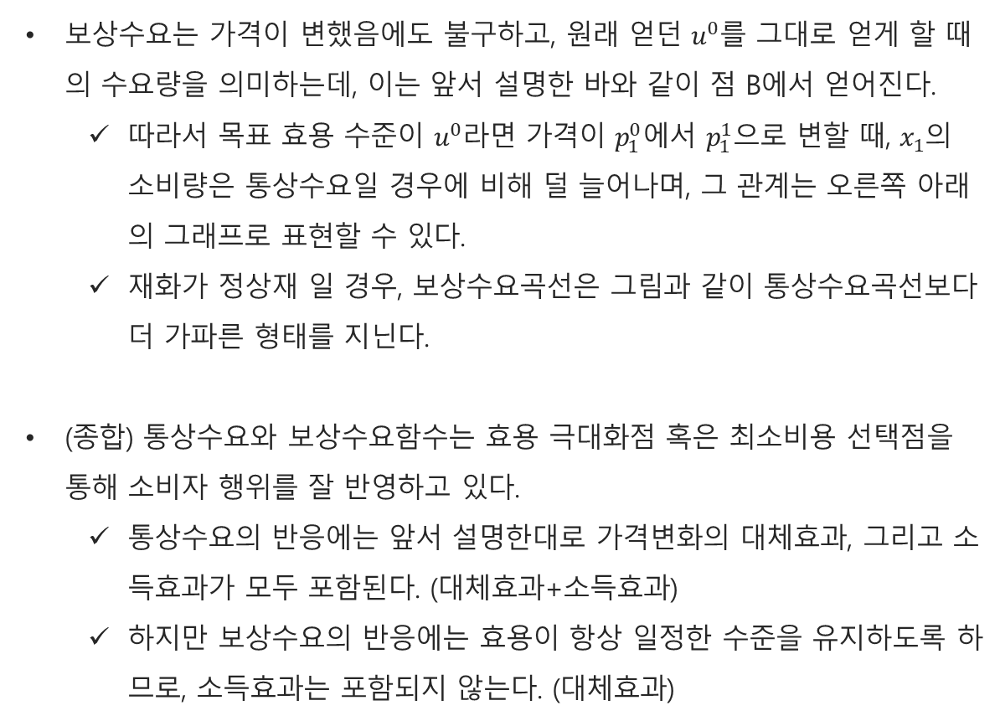 • 보상수요는 가격이 변했음에도 불구하고, 원래 얻던 u⁰를 그대로 얻게 할 때
의 수요량을 의미하는데, 이는 앞서 설명한 바와 같이 점 B에서 얻어진다.
✓ 따라서 목표 효용 수준이 u⁰라면 가격이 p₁⁰에서 p₁¹으로 변할 때, x₁의
소비량은 통상수요일 경우에 비해 덜 늘어나며, 그 관계는 오른쪽 아래
의 그래프로 표현할 수 있다.
✓ 재화가 정상재 일 경우, 보상수요곡선은 그림과 같이 통상수요곡선보다
더 가파른 형태를 지닌다.
• (종합) 통상수요와 보상수요함수는 효용 극대화점 혹은 최소비용 선택점을
통해 소비자 행위를 잘 반영하고 있다.
✓ 통상수요의 반응에는 앞서 설명한대로 가격변화의 대체효과, 그리고 소
득효과가 모두 포함된다. (대체효과+소득효과)
✓ 하지만 보상수요의 반응에는 효용이 항상 일정한 수준을 유지하도록 하
므로, 소득효과는 포함되지 않는다. (대체효과)